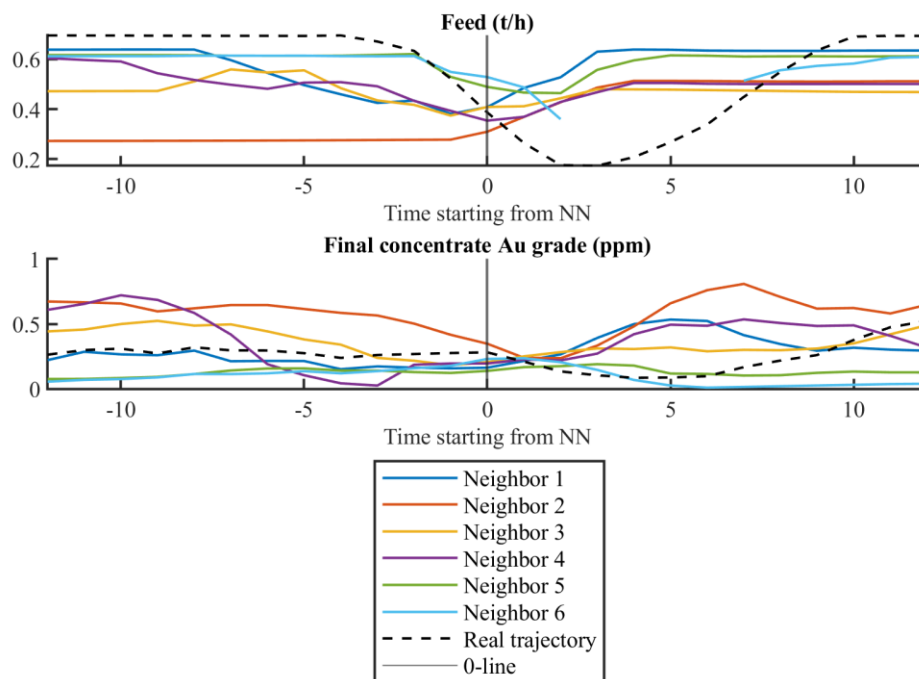 Feed (t/h)
0.6
0.4
0.2
-10
-5
0
5
10
Time starting from NN
Final concentrate Au grade (ppm)
1
0.5
0
-10
-5
0
5
10
Time starting from NN
Neighbor 1
Neighbor 2
Neighbor 3
Neighbor 4
Neighbor 5
Neighbor 6
Real trajectory
0-line